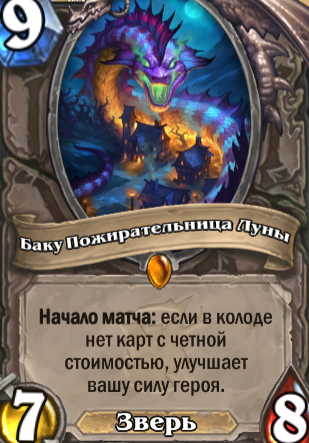 9
Баку Пожирательница Луны
Начало матча: если в колоде
нет карт с четной
стоимостью, улучшает
вашу силу героя.
7
Зверь
8